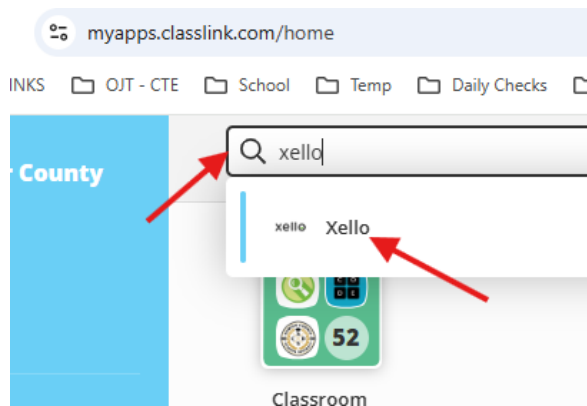 myapps.classlink.com/home
INKS OJT - CTE School Temp Daily Checks
County
xello
xello Xello
52
Classroom